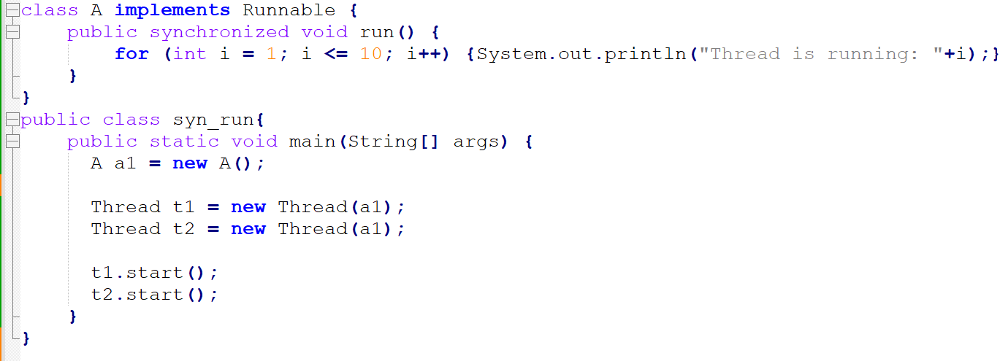 class A implements Runnable {
    public synchronized void run() {
        for (int i = 1; i <= 10; i++) {System.out.println("Thread is running: "+i);}
    }
}
public class syn_run{
    public static void main(String[] args) {
      A a1 = new A();

      Thread t1 = new Thread(a1);
      Thread t2 = new Thread(a1);

      t1.start();
      t2.start();
    }
}